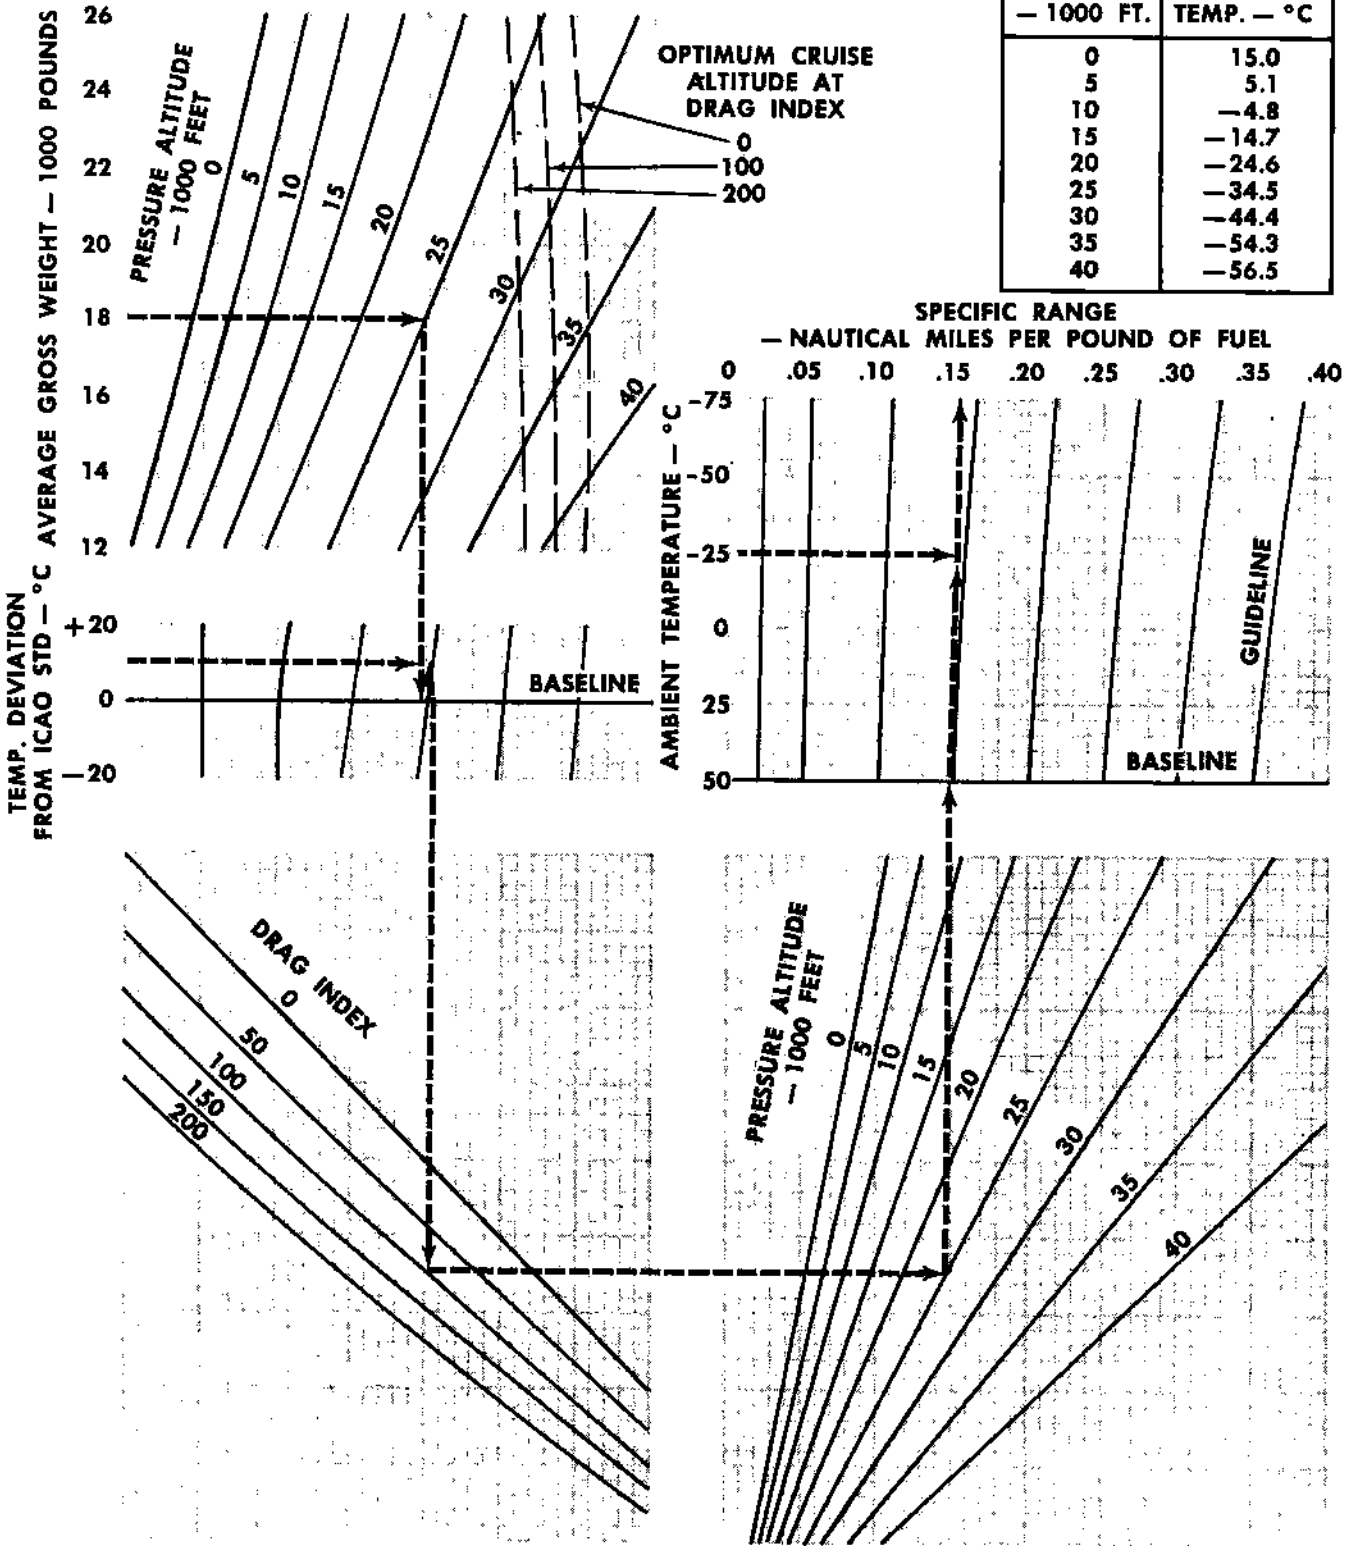 26
24
22
20
18
16
14
12
AVERAGE GROSS WEIGHT — 1000 POUNDS
PRESSURE ALTITUDE
— 1000 FEET
0
5
10
15
20
25
30
35
40
OPTIMUM CRUISE
ALTITUDE AT
DRAG INDEX
0
100
200
— 1000 FT. TEMP. — °C
0 15.0
5 5.1
10 —4.8
15 —14.7
20 —24.6
25 —34.5
30 —44.4
35 —54.3
40 —56.5
SPECIFIC RANGE
— NAUTICAL MILES PER POUND OF FUEL
0 .05 .10 .15 .20 .25 .30 .35 .40
AMBIENT TEMPERATURE — °C
-75
-50
-25
0
25
50
GUIDELINE
BASELINE
TEMP. DEVIATION
FROM ICAO STD — °C
+20
0
—20
BASELINE
DRAG INDEX
0
50
100
150
200
PRESSURE ALTITUDE
— 1000 FEET
0
5
10
15
20
25
30
35
40